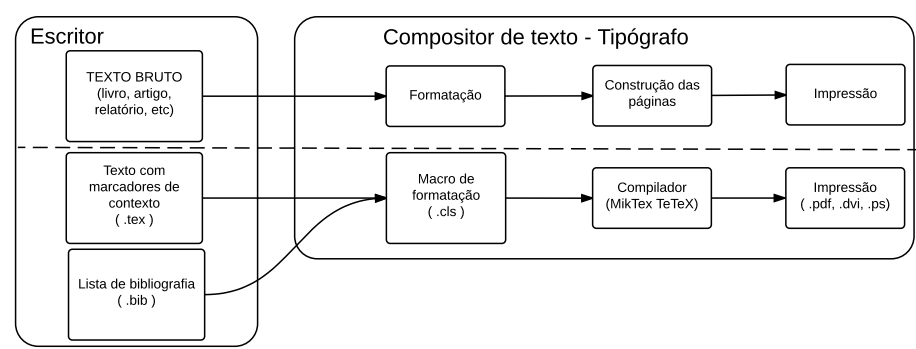 Escritor
Compositor de texto - Tipógrafo
TEXTO BRUTO
(livro, artigo,
relatório, etc)
Formatação
Construção das
páginas
Impressão
Texto com
marcadores de
contexto
( .tex )
Macro de
formatação
( .cls )
Compilador
(MikTex TeTeX)
Impressão
( .pdf, .dvi, .ps)
Lista de bibliografia
( .bib )